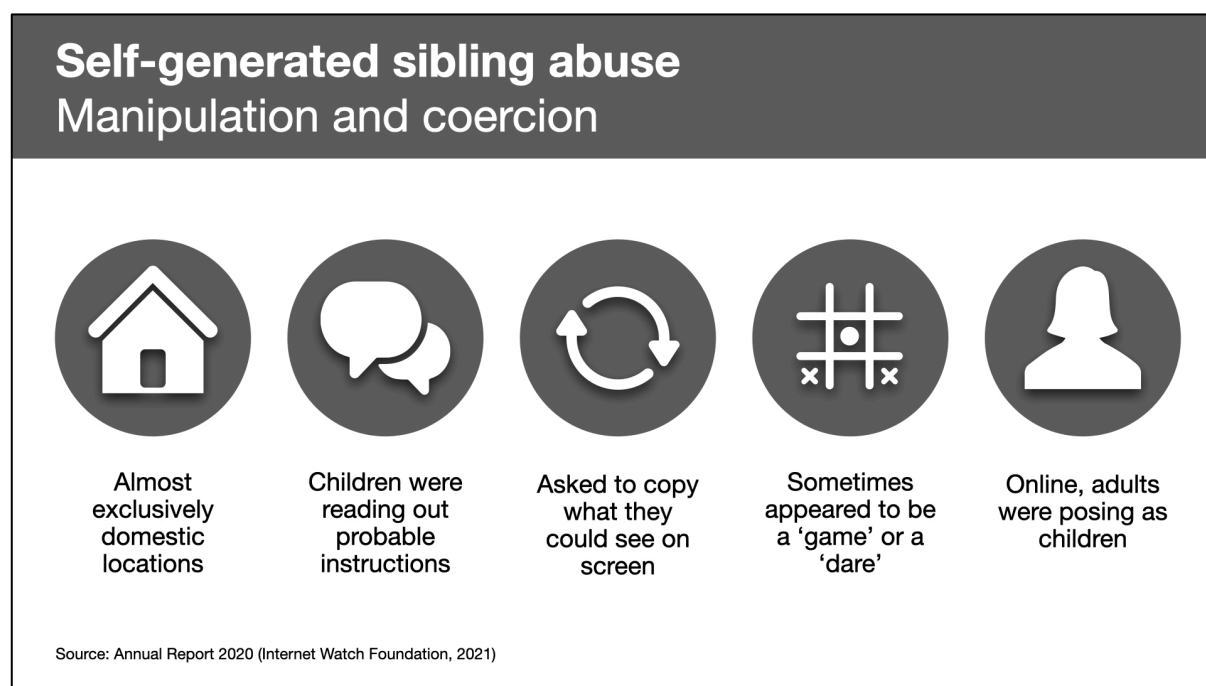 Self-generated sibling abuse
Manipulation and coercion
Almost
exclusively
domestic
locations
Children were
reading out
probable
instructions
Asked to copy
what they
could see on
screen
Sometimes
appeared to be
a ‘game’ or a
‘dare’
Online, adults
were posing as
children
Source: Annual Report 2020 (Internet Watch Foundation, 2021)